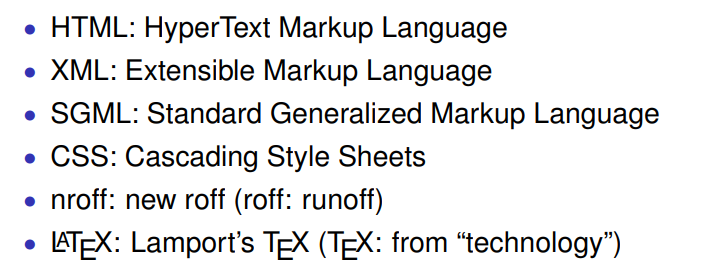 • HTML: HyperText Markup Language
• XML: Extensible Markup Language
• SGML: Standard Generalized Markup Language
• CSS: Cascading Style Sheets
• nroff: new roff (roff: runoff)
• LATEX: Lamport's TEX (TEX: from “technology”)